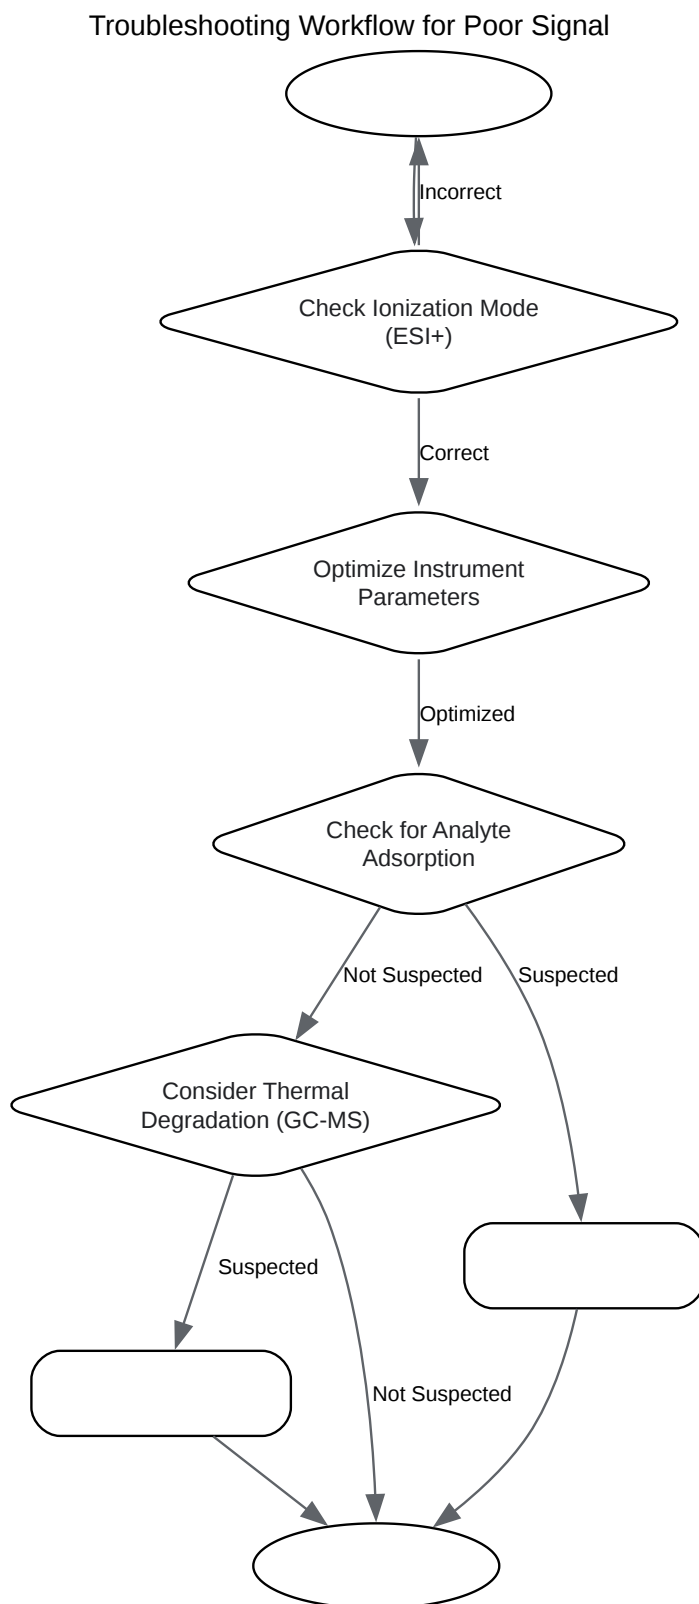 Troubleshooting Workflow for Poor Signal
Incorrect
Check Ionization Mode
(ESI+)
Correct
Optimize Instrument
Parameters
Optimized
Check for Analyte
Adsorption
Not Suspected
Suspected
Consider Thermal
Degradation (GC-MS)
Suspected
Not Suspected